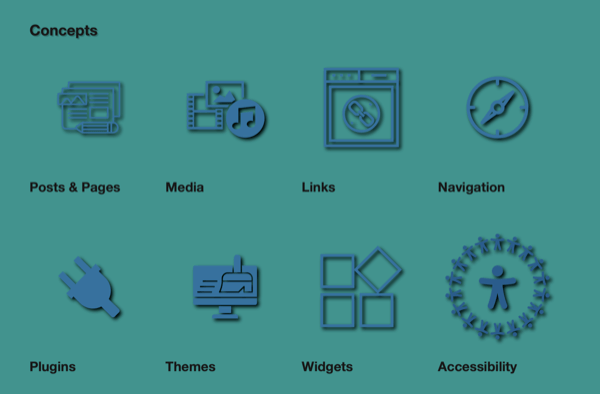 Concepts
Posts & Pages
Media
Links
Navigation
Plugins
Themes
Widgets
Accessibility